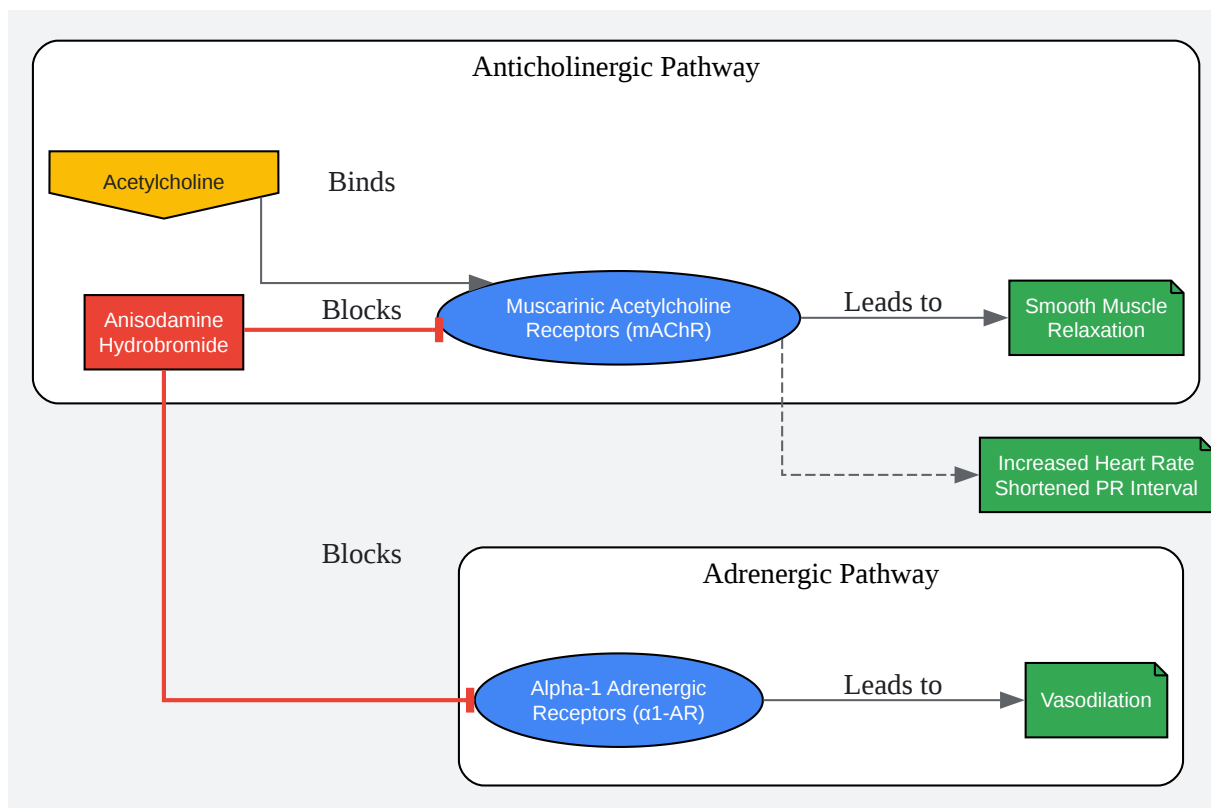 Anticholinergic Pathway
Acetylcholine
Binds
Anisodamine
Hydrobromide
Blocks
Muscarinic Acetylcholine
Receptors (mAChR)
Leads to
Smooth Muscle
Relaxation
Increased Heart Rate
Shortened PR Interval
Blocks
Adrenergic Pathway
Alpha-1 Adrenergic
Receptors (α1-AR)
Leads to
Vasodilation